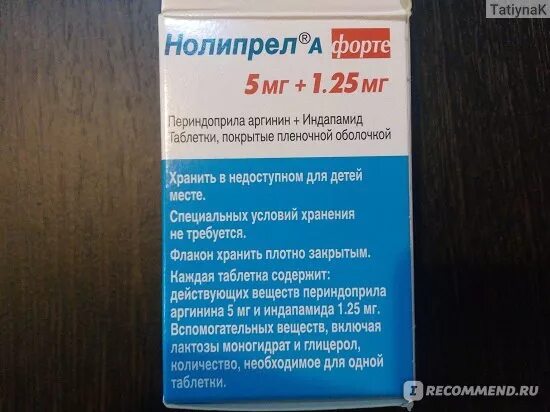 TatiynaK
Нолипрел® А форте
5 мг + 1.25 мг
Периндоприла аргинин + Индапамид
Таблетки, покрытые пленочной оболочкой
Хранить в недоступном для детей
месте.
Специальных условий хранения
не требуется.
Флакон хранить плотно закрытым.
Каждая таблетка содержит:
действующих веществ периндоприла
аргинина 5 мг и индапамида 1.25 мг.
Вспомогательных веществ, включая
лактозы моногидрат и глицерол,
количество, необходимое для одной
таблетки.
I RECOMMEND.RU